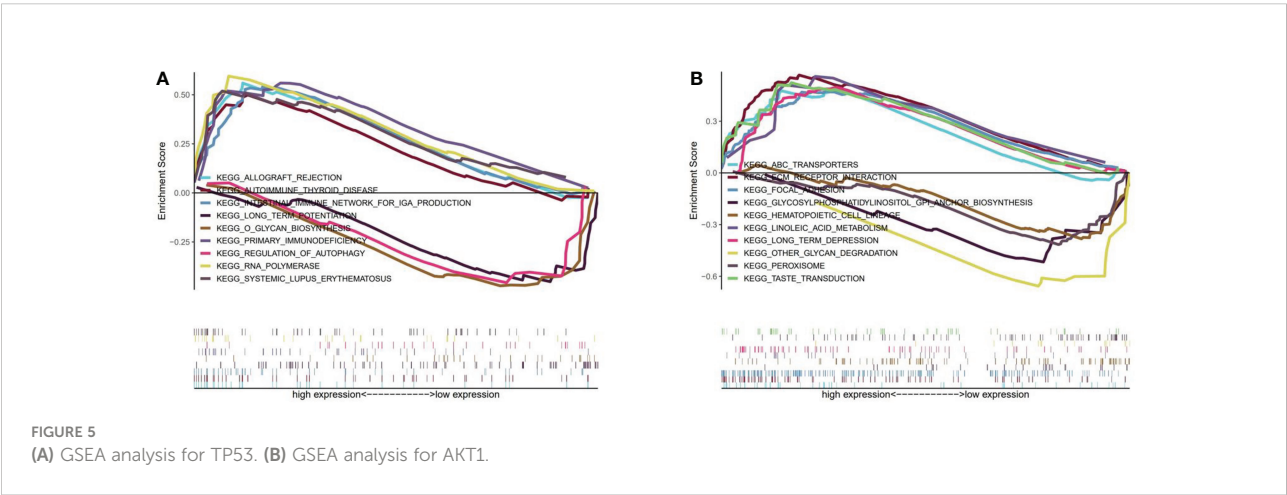 A
Enrichment Score
0.50
0.25
0.00
−0.25
KEGG_ALLOGRAFT_REJECTION
KEGG_AUTOIMMUNE_THYROID_DISEASE
KEGG_INTESTINAL_IMMUNE_NETWORK_FOR_IGA_PRODUCTION
KEGG_LONG_TERM_POTENTIATION
KEGG_O_GLYCAN_BIOSYNTHESIS
KEGG_PRIMARY_IMMUNODEFICIENCY
KEGG_REGULATION_OF_AUTOPHAGY
KEGG_RNA_POLYMERASE
KEGG_SYSTEMIC_LUPUS_ERYTHEMATOSUS
high expression<----------->low expression
B
Enrichment Score
0.3
0.0
−0.3
−0.6
KEGG_ABC_TRANSPORTERS
KEGG_ECM_RECEPTOR_INTERACTION
KEGG_FOCAL_ADHESION
KEGG_GLYCOSYLPHOSPHATIDYLINOSITOL_GPI_ANCHOR_BIOSYNTHESIS
KEGG_HEMATOPOIETIC_CELL_LINEAGE
KEGG_LINOLEIC_ACID_METABOLISM
KEGG_LONG_TERM_DEPRESSION
KEGG_OTHER_GLYCAN_DEGRADATION
KEGG_PEROXISOME
KEGG_TASTE_TRANSDUCTION
high expression<----------->low expression
FIGURE 5
(A) GSEA analysis for TP53. (B) GSEA analysis for AKT1.